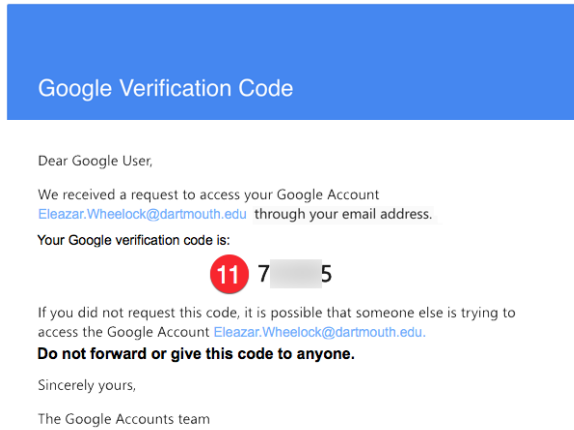 Google Verification Code
Dear Google User,
We received a request to access your Google Account
Eleazar.Wheelock@dartmouth.edu through your email address.
Your Google verification code is:
11 7 5
If you did not request this code, it is possible that someone else is trying to
access the Google Account Eleazar.Wheelock@dartmouth.edu.
Do not forward or give this code to anyone.
Sincerely yours,
The Google Accounts team